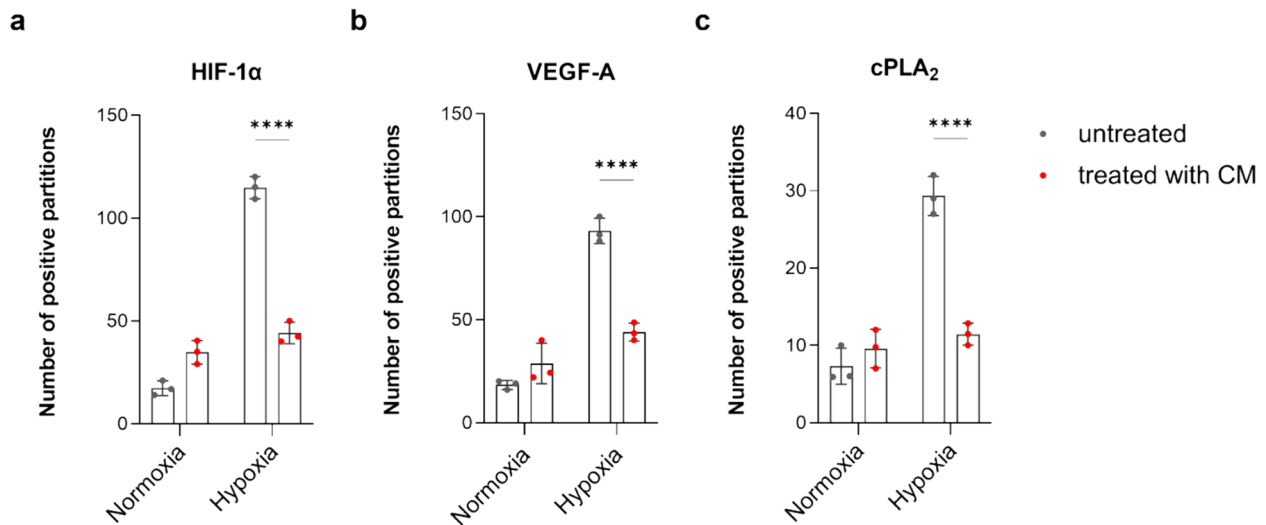 a
HIF-1α
Number of positive partitions
150
100
50
0
****
Normoxia
Hypoxia
b
VEGF-A
Number of positive partitions
150
100
50
0
****
Normoxia
Hypoxia
c
cPLA₂
Number of positive partitions
40
30
20
10
0
****
Normoxia
Hypoxia
untreated
treated with CM